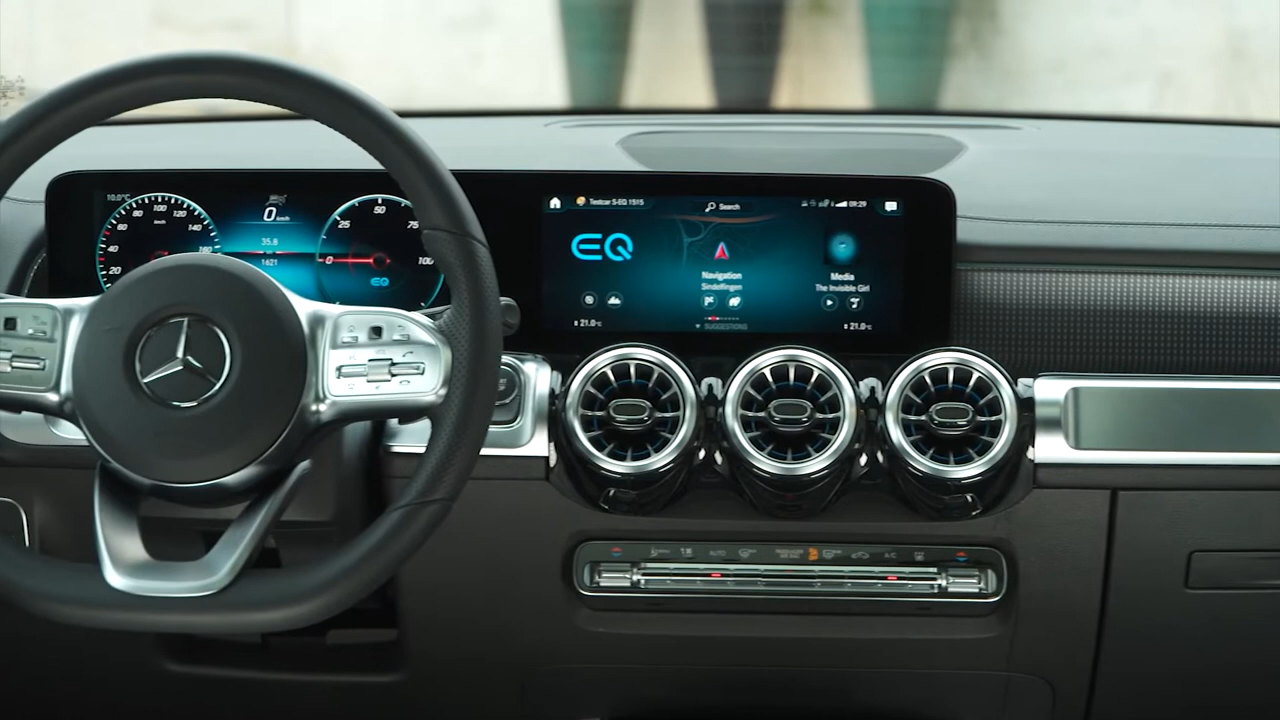 10.0°C
100
80
120
60
km/h
140
40
160
20
0 km/h
35.8
1621
50
25
75
0
100
EQ
Testcar S-EQ 1515
Search
09:29
EQ
Navigation
Sindelfingen
Media
The Invisible Girl
21.0°C
SUGGESTIONS
21.0°C
AUTO
A/C